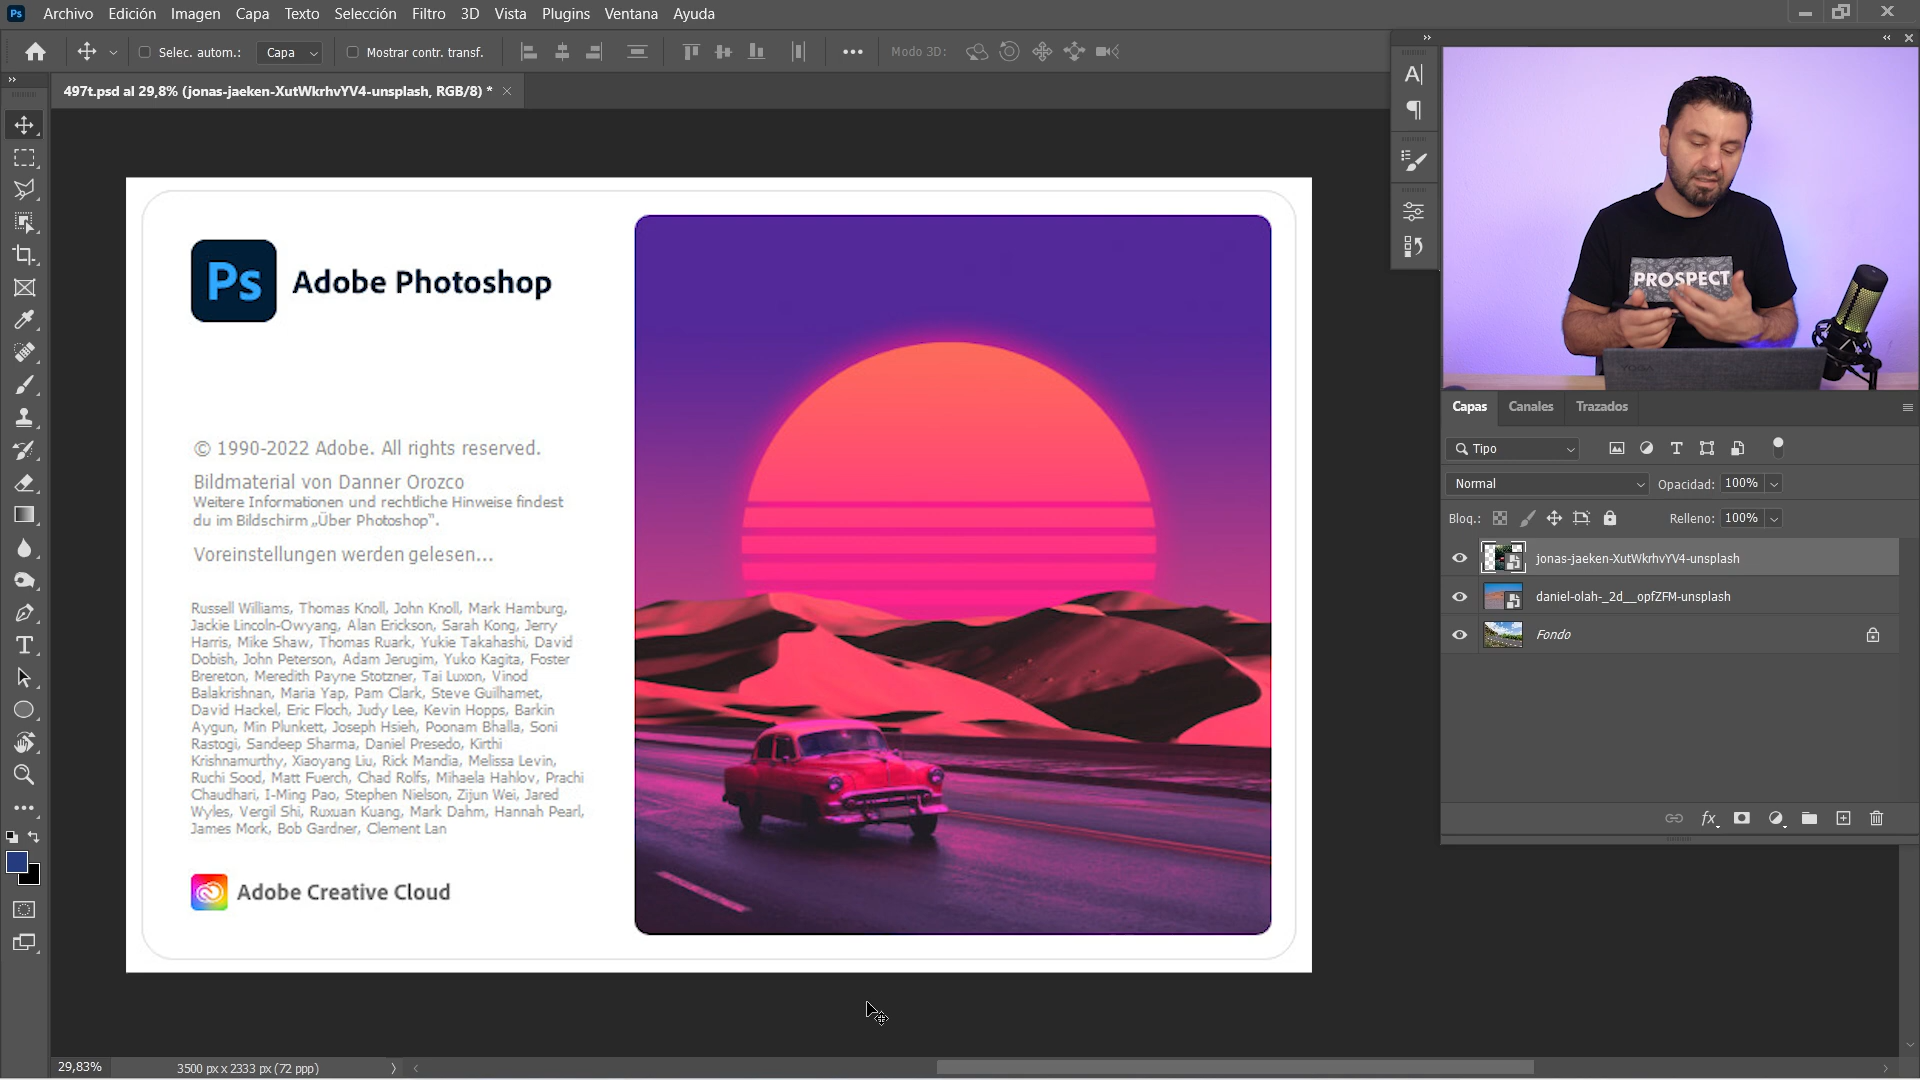 Ps Archivo Edición Imagen Capa Texto Selección Filtro 3D Vista Plugins Ventana Ayuda
Selec. autom.: Capa Mostrar contr. transf. Modo 3D:
497t.psd al 29,8% (jonas-jaeken-XutWkrhvYV4-unsplash, RGB/8) *
Ps Adobe Photoshop
© 1990-2022 Adobe. All rights reserved.
Bildmaterial von Danner Orozco
Weitere Informationen und rechtliche Hinweise findest
du im Bildschirm „Über Photoshop“.
Voreinstellungen werden gelesen...
Russell Williams, Thomas Knoll, John Knoll, Mark Hamburg,
Jackie Lincoln-Owyang, Alan Erickson, Sarah Kong, Jerry
Harris, Mike Shaw, Thomas Ruark, Yukie Takahashi, David
Dobish, John Peterson, Adam Jerugim, Yuko Kagita, Foster
Brereton, Meredith Payne Stotzner, Tai Luxon, Vinod
Balakrishnan, Maria Yap, Pam Clark, Steve Guilhamet,
David Hackel, Eric Floch, Judy Lee, Kevin Hopps, Barkin
Aygun, Min Plunkett, Joseph Hsieh, Poonam Bhalla, Soni
Rastogi, Sandeep Sharma, Daniel Presedo, Kirthi
Krishnamurthy, Xiaoyang Liu, Rick Mandia, Melissa Levin,
Ruchi Sood, Matt Fuerch, Chad Rolfs, Mihaela Hahlov, Prachi
Chaudhari, I-Ming Pao, Stephen Nielson, Zijun Wei, Jared
Wyles, Vergil Shi, Ruxuan Kuang, Mark Dahm, Hannah Pearl,
James Mork, Bob Gardner, Clement Lan
Adobe Creative Cloud
PROSPECT
YOGA
Capas Canales Trazados
Tipo
Normal Opacidad: 100%
Bloq.: Relleno: 100%
jonas-jaeken-XutWkrhvYV4-unsplash
daniel-olah-_2d__opfZFM-unsplash
Fondo
29,83% 3500 px x 2333 px (72 ppp)